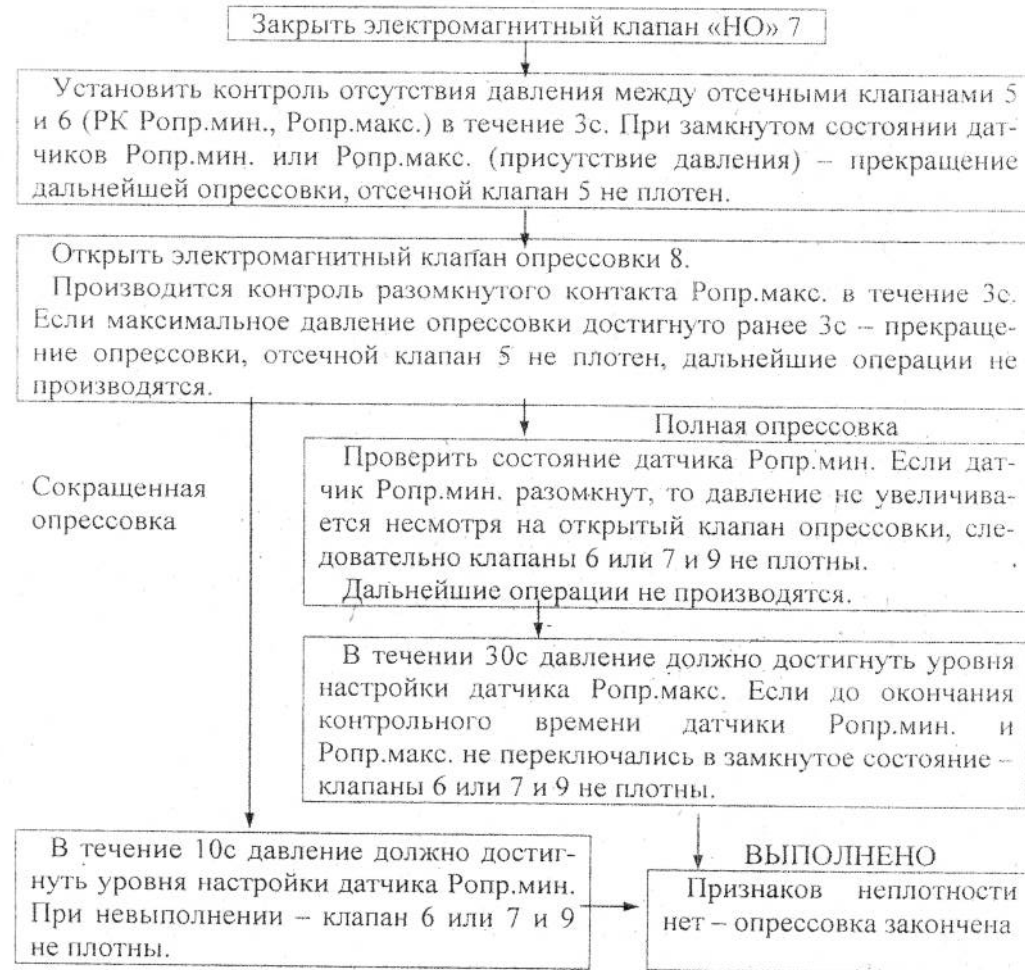 Закрыть электромагнитный клапан «НО» 7
Установить контроль отсутствия давления между отсечными клапанами 5
и 6 (РК Ропр.мин., Ропр.макс.) в течение 3с. При замкнутом состоянии дат-
чиков Ропр.мин. или Ропр.макс. (присутствие давления) – прекращение
дальнейшей опрессовки, отсечной клапан 5 не плотен.
Открыть электромагнитный клапан опрессовки 8.
Производится контроль разомкнутого контакта Ропр.макс. в течение 3с.
Если максимальное давление опрессовки достигнуто ранее 3с – прекраще-
ние опрессовки, отсечной клапан 5 не плотен, дальнейшие операции не
производятся.
Полная опрессовка
Проверить состояние датчика Ропр.мин. Если дат-
чик Ропр.мин. разомкнут, то давление не увеличива-
ется несмотря на открытый клапан опрессовки, сле-
довательно клапаны 6 или 7 и 9 не плотны.
Дальнейшие операции не производятся.
Сокращенная
опрессовка
В течении 30с давление должно достигнуть уровня
настройки датчика Ропр.макс. Если до окончания
контрольного времени датчики Ропр.мин. и
Ропр.макс. не переключались в замкнутое состояние –
клапаны 6 или 7 и 9 не плотны.
В течение 10с давление должно достиг-
нуть уровня настройки датчика Ропр.мин.
При невыполнении – клапан 6 или 7 и 9
не плотны.
ВЫПОЛНЕНО
Признаков неплотности
нет – опрессовка закончена